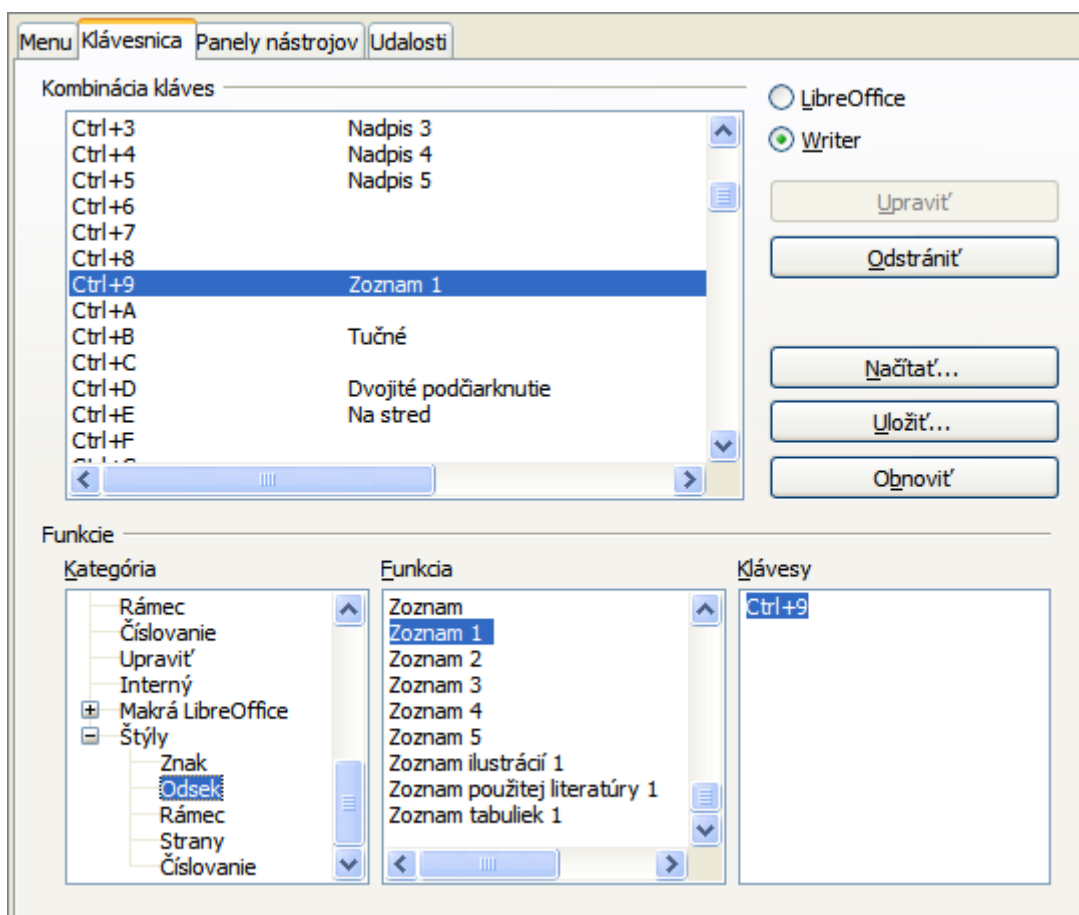 Menu Klávesnica Panely nástrojov Udalosti
Kombinácia kláves
Ctrl+3 Nadpis 3
Ctrl+4 Nadpis 4
Ctrl+5 Nadpis 5
Ctrl+6
Ctrl+7
Ctrl+8
Ctrl+9 Zoznam 1
Ctrl+A
Ctrl+B Tučné
Ctrl+C
Ctrl+D Dvojité podčiarknutie
Ctrl+E Na stred
Ctrl+F
LibreOffice
Writer
Upraviť
Odstrániť
Načítať...
Uložiť...
Obnoviť
Funkcie
Kategória
Rámec
Číslovanie
Upraviť
Interný
Makrá LibreOffice
Štýly
Znak
Odsek
Rámec
Strany
Číslovanie
Funkcia
Zoznam
Zoznam 1
Zoznam 2
Zoznam 3
Zoznam 4
Zoznam 5
Zoznam ilustrácií 1
Zoznam použitej literatúry 1
Zoznam tabuliek 1
Klávesy
Ctrl+9